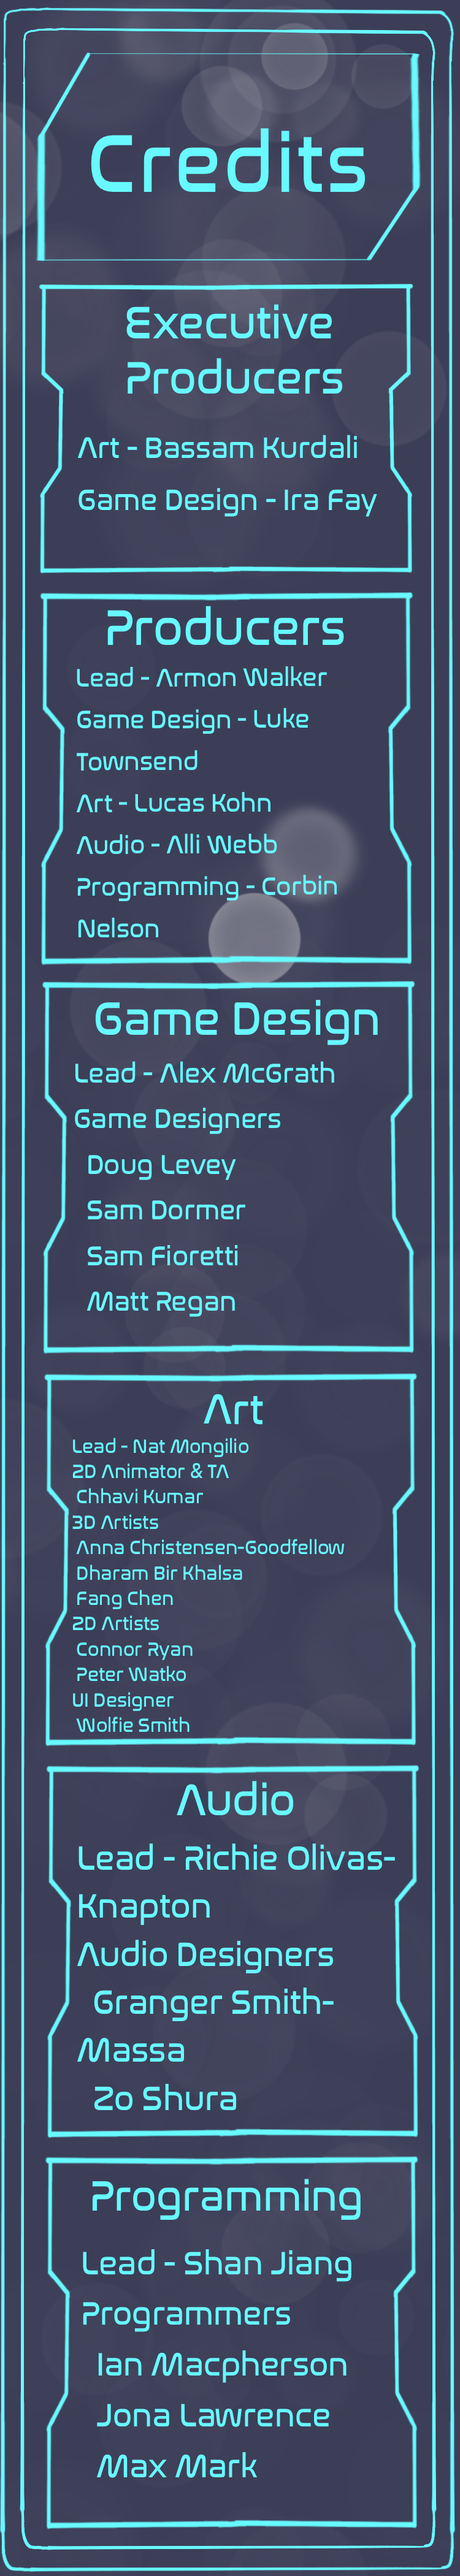 Credits
Executive
Producers
Art - Bassam Kurdali
Game Design - Ira Fay
Producers
Lead - Armon Walker
Game Design - Luke
Townsend
Art - Lucas Kohn
Audio - Alli Webb
Programming - Corbin
Nelson
Game Design
Lead - Alex McGrath
Game Designers
Doug Levey
Sam Dormer
Sam Fioretti
Matt Regan
Art
Lead - Nat Mongilio
2D Animator & TA
Chhavi Kumar
3D Artists
Anna Christensen-Goodfellow
Dharam Bir Khalsa
Fang Chen
2D Artists
Connor Ryan
Peter Watko
UI Designer
Wolfie Smith
Audio
Lead - Richie Olivas-
Knapton
Audio Designers
Granger Smith-
Massa
Zo Shura
Programming
Lead - Shan Jiang
Programmers
Ian Macpherson
Jona Lawrence
Max Mark